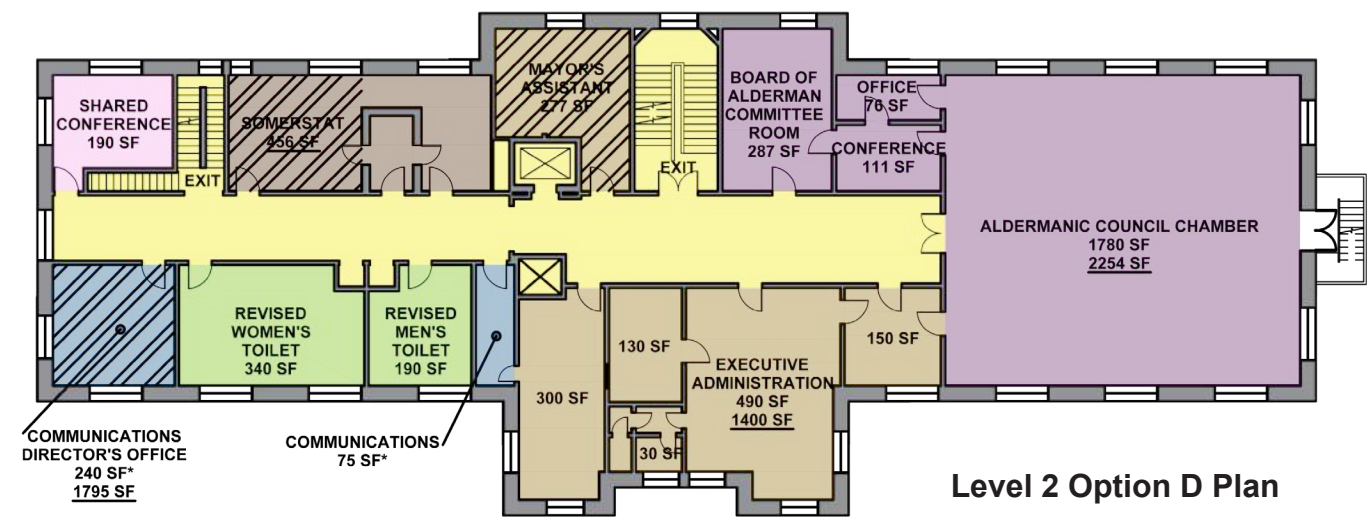 SHARED
CONFERENCE
190 SF
EXIT
SOMERSTAT
456 SF
MAYOR'S
ASSISTANT
277 SF
EXIT
BOARD OF
ALDERMAN
COMMITTEE
ROOM
287 SF
OFFICE
76 SF
CONFERENCE
111 SF
ALDERMANIC COUNCIL CHAMBER
1780 SF
2254 SF
REVISED
WOMEN'S
TOILET
340 SF
REVISED
MEN'S
TOILET
190 SF
300 SF
130 SF
EXECUTIVE
ADMINISTRATION
490 SF
1400 SF
150 SF
30 SF
COMMUNICATIONS
DIRECTOR'S OFFICE
240 SF*
1795 SF
COMMUNICATIONS
75 SF*
Level 2 Option D Plan